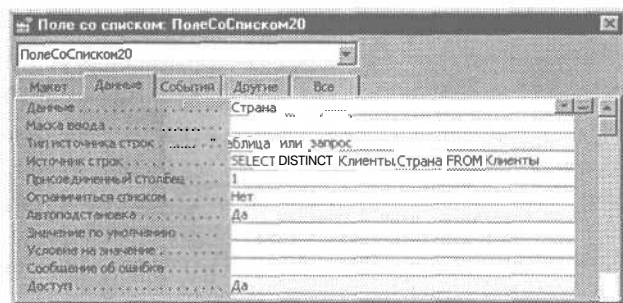 Поле со списком: ПолеСоСписком20
ПолеСоСписком20
Макет Данные События Другие Все
Данные . . . . . . . . . . . . . . . . . Страна
Маска ввода . . . . . . . . .
Тип источника строк . . . . . . . . аблица или запрос
Источник строк . . . . . . . . . . . SELECT DISTINCT Клиенты,Страна FROM Клиенты
Присоединенный столбец . . . . 1
Ограничиться списком . . . . . . Нет
Автоподстановка . . . . . . . . . Да
Значение по умолчанию . . . . .
Условие на значение . . . . . . .
Сообщение об ошибке . . . . . . .
Доступ . . . . . . . . . . . . . . . . . Да